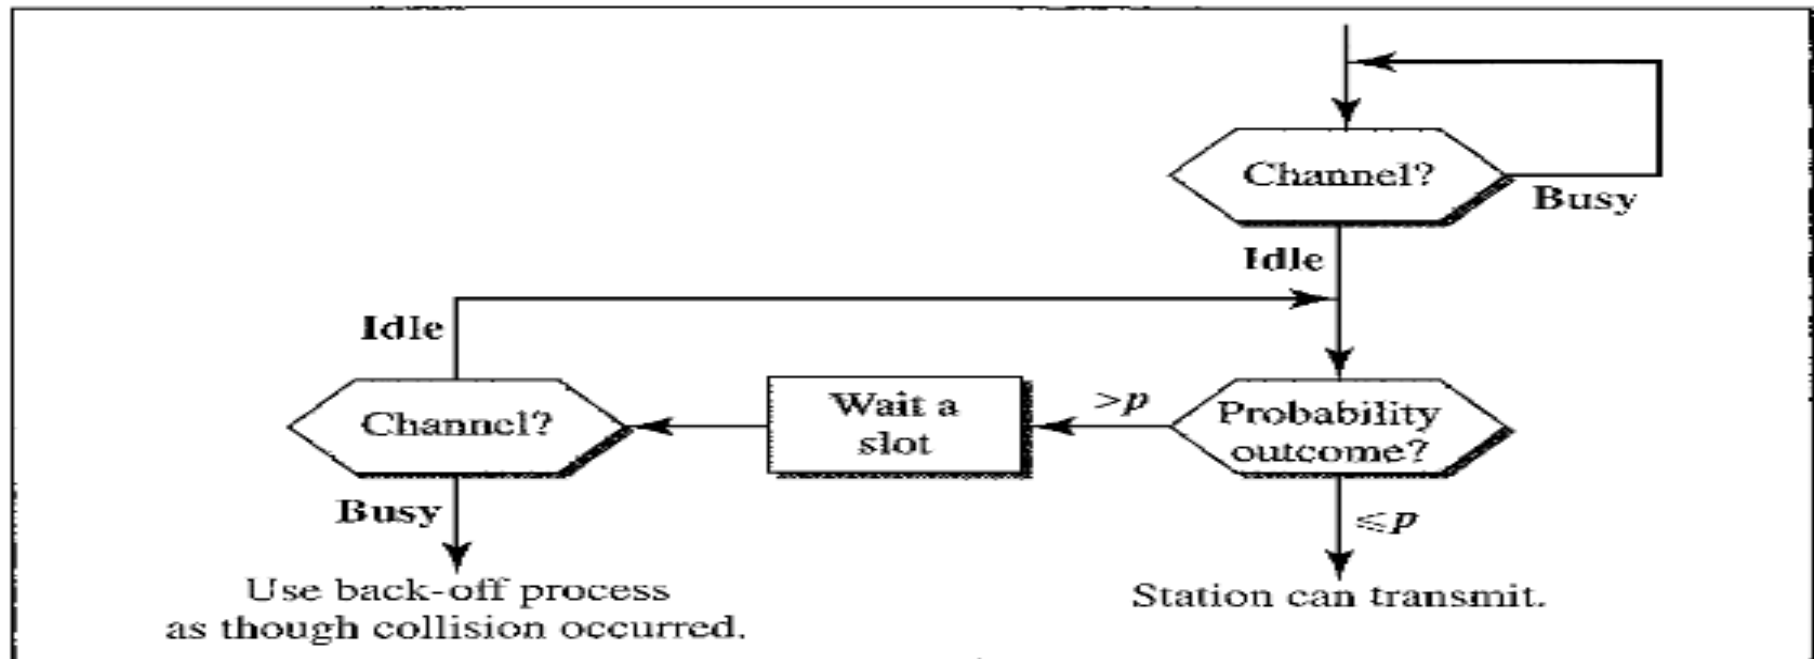 Channel?
Busy
Idle
Idle
Channel?
Wait a
slot
>p
Probability
outcome?
Busy
≤p
Use back-off process
as though collision occurred.
Station can transmit.